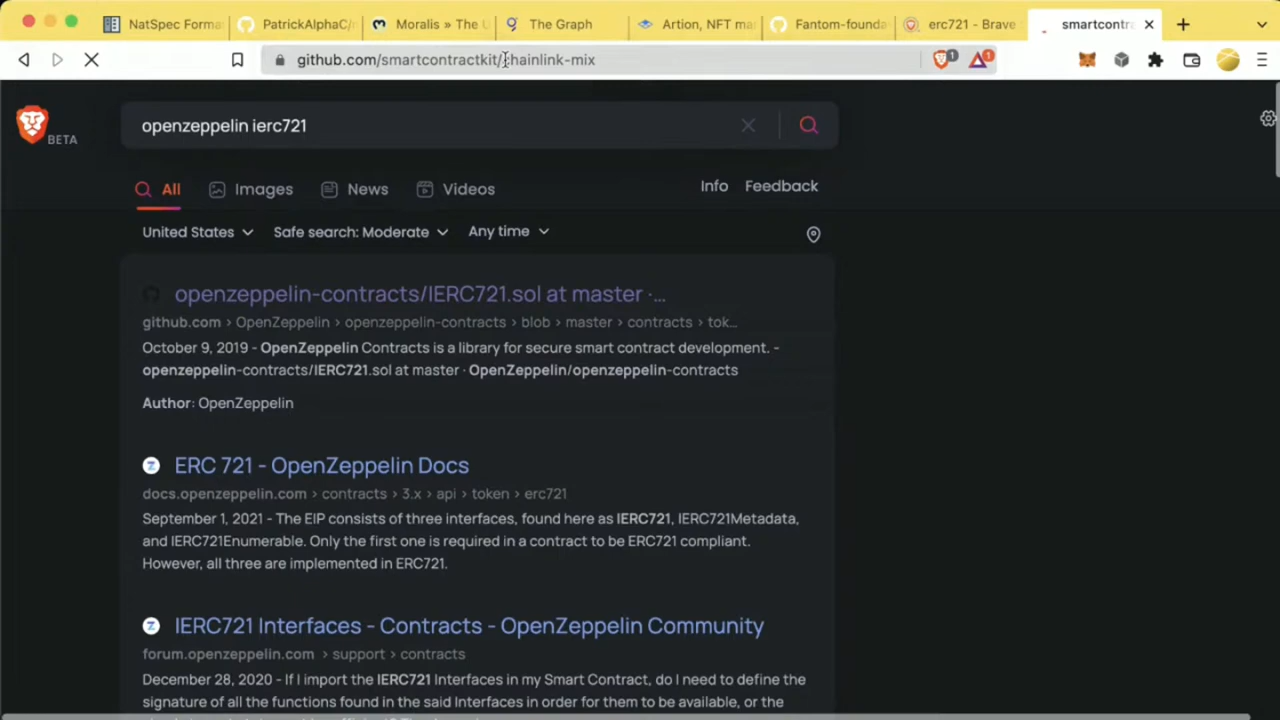 NatSpec Forma
PatrickAlphaC/r
Moralis » The U
The Graph
Artion, NFT ma
Fantom-founda
erc721 - Brave
smartcontra
github.com/smartcontractkit/chainlink-mix
1
1
BETA
openzeppelin ierc721
All
Images
News
Videos
Info
Feedback
United States
Safe search: Moderate
Any time
openzeppelin-contracts/IERC721.sol at master ·...
github.com › OpenZeppelin › openzeppelin-contracts › blob › master › contracts › tok...
October 9, 2019 - OpenZeppelin Contracts is a library for secure smart contract development. -
openzeppelin-contracts/IERC721.sol at master · OpenZeppelin/openzeppelin-contracts
Author: OpenZeppelin
ERC 721 - OpenZeppelin Docs
docs.openzeppelin.com › contracts › 3.x › api › token › erc721
September 1, 2021 - The EIP consists of three interfaces, found here as IERC721, IERC721Metadata,
and IERC721Enumerable. Only the first one is required in a contract to be ERC721 compliant.
However, all three are implemented in ERC721.
IERC721 Interfaces - Contracts - OpenZeppelin Community
forum.openzeppelin.com › support › contracts
December 28, 2020 - If I import the IERC721 Interfaces in my Smart Contract, do I need to define the
signature of all the functions found in the said Interfaces in order for them to be available, or the